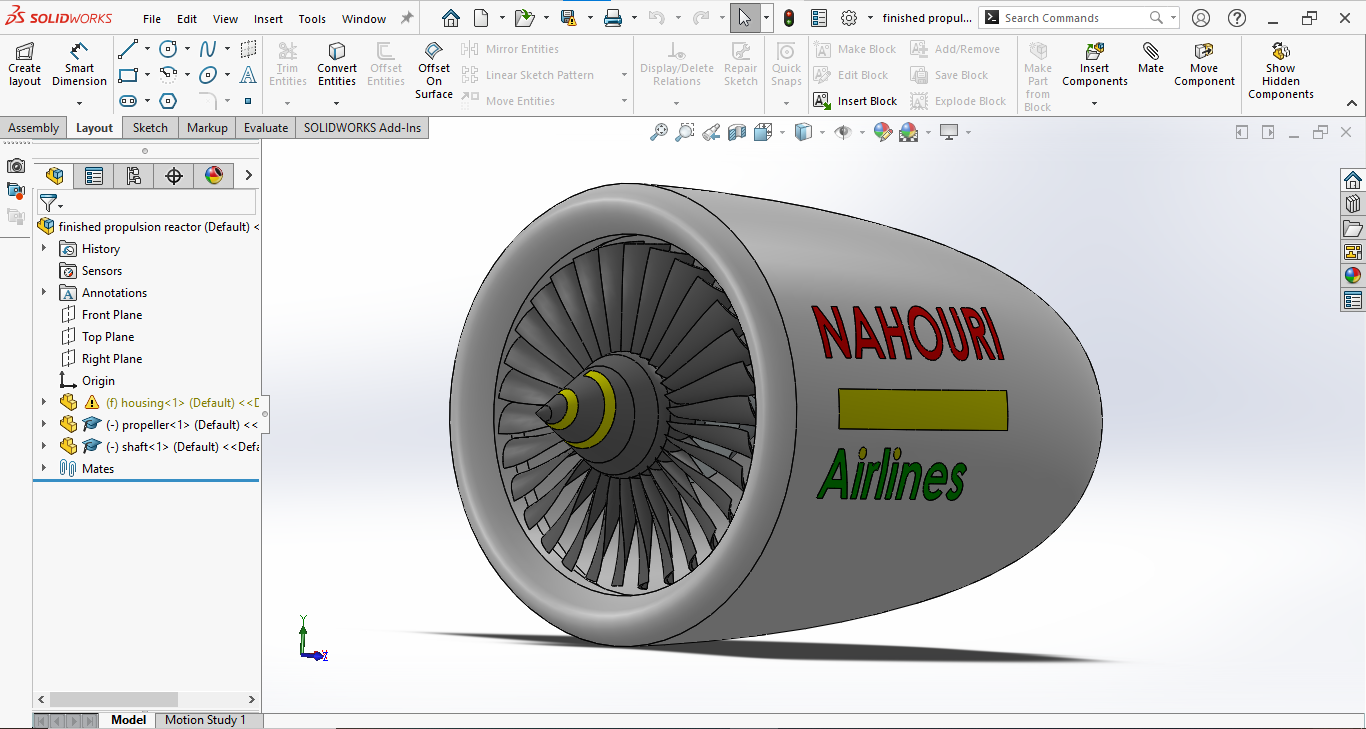 SOLIDWORKS
File Edit View Insert Tools Window
finished propul...
Search Commands
Create layout
Smart Dimension
Trim Entities
Convert Entities
Offset Entities
Offset On Surface
Mirror Entities
Linear Sketch Pattern
Move Entities
Display/Delete Relations
Repair Sketch
Quick Snaps
Make Block
Edit Block
Insert Block
Add/Remove
Save Block
Explode Block
Make Part from Block
Insert Components
Mate
Move Component
Show Hidden Components
Assembly Layout Sketch Markup Evaluate SOLIDWORKS Add-Ins
finished propulsion reactor (Default) <
History
Sensors
Annotations
Front Plane
Top Plane
Right Plane
Origin
(f) housing<1> (Default) <<D
(-) propeller<1> (Default) <<
(-) shaft<1> (Default) <<Defa
Mates
NAHOURI
Airlines
Y
Model Motion Study 1